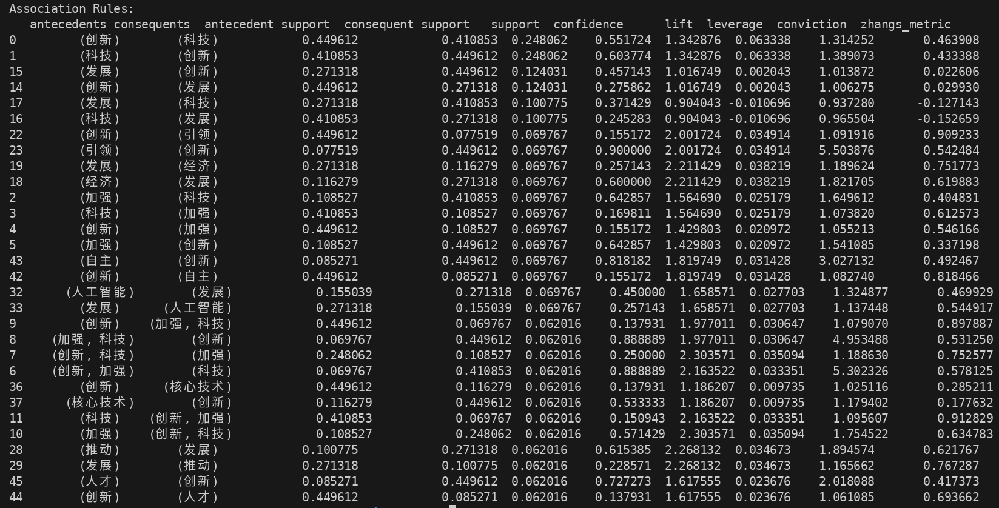 Association Rules:
antecedents consequents antecedent support consequent support support confidence lift leverage conviction zhangs_metric
0 (创新) (科技) 0.449612 0.410853 0.248062 0.551724 1.342876 0.063338 1.314252 0.463908
1 (科技) (创新) 0.410853 0.449612 0.248062 0.603774 1.342876 0.063338 1.389073 0.433388
15 (发展) (创新) 0.271318 0.449612 0.124031 0.457143 1.016749 0.002043 1.013872 0.022606
14 (创新) (发展) 0.449612 0.271318 0.124031 0.275862 1.016749 0.002043 1.006275 0.029930
17 (发展) (科技) 0.271318 0.410853 0.100775 0.371429 0.904043 -0.010696 0.937280 -0.127143
16 (科技) (发展) 0.410853 0.271318 0.100775 0.245283 0.904043 -0.010696 0.965504 -0.152659
22 (创新) (引领) 0.449612 0.077519 0.069767 0.155172 2.001724 0.034914 1.091916 0.909233
23 (引领) (创新) 0.077519 0.449612 0.069767 0.900000 2.001724 0.034914 5.503876 0.542484
19 (发展) (经济) 0.271318 0.116279 0.069767 0.257143 2.211429 0.038219 1.189624 0.751773
18 (经济) (发展) 0.116279 0.271318 0.069767 0.600000 2.211429 0.038219 1.821705 0.619883
2 (加强) (科技) 0.108527 0.410853 0.069767 0.642857 1.564690 0.025179 1.649612 0.404831
3 (科技) (加强) 0.410853 0.108527 0.069767 0.169811 1.564690 0.025179 1.073820 0.612573
4 (创新) (加强) 0.449612 0.108527 0.069767 0.155172 1.429803 0.020972 1.055213 0.546166
5 (加强) (创新) 0.108527 0.449612 0.069767 0.642857 1.429803 0.020972 1.541085 0.337198
43 (自主) (创新) 0.085271 0.449612 0.069767 0.818182 1.819749 0.031428 3.027132 0.492467
42 (创新) (自主) 0.449612 0.085271 0.069767 0.155172 1.819749 0.031428 1.082740 0.818466
32 (人工智能) (发展) 0.155039 0.271318 0.069767 0.450000 1.658571 0.027703 1.324877 0.469929
33 (发展) (人工智能) 0.271318 0.155039 0.069767 0.257143 1.658571 0.027703 1.137448 0.544917
9 (创新) (加强, 科技) 0.449612 0.069767 0.062016 0.137931 1.977011 0.030647 1.079070 0.897887
8 (加强, 科技) (创新) 0.069767 0.449612 0.062016 0.888889 1.977011 0.030647 4.953488 0.531250
7 (创新, 科技) (加强) 0.248062 0.108527 0.062016 0.250000 2.303571 0.035094 1.188630 0.752577
6 (创新, 加强) (科技) 0.069767 0.410853 0.062016 0.888889 2.163522 0.033351 5.302326 0.578125
36 (创新) (核心技术) 0.449612 0.116279 0.062016 0.137931 1.186207 0.009735 1.025116 0.285211
37 (核心技术) (创新) 0.116279 0.449612 0.062016 0.533333 1.186207 0.009735 1.179402 0.177632
11 (科技) (创新, 加强) 0.410853 0.069767 0.062016 0.150943 2.163522 0.033351 1.095607 0.912829
10 (加强) (创新, 科技) 0.108527 0.248062 0.062016 0.571429 2.303571 0.035094 1.754522 0.634783
28 (推动) (发展) 0.100775 0.271318 0.062016 0.615385 2.268132 0.034673 1.894574 0.621767
29 (发展) (推动) 0.271318 0.100775 0.062016 0.228571 2.268132 0.034673 1.165662 0.767287
45 (人才) (创新) 0.085271 0.449612 0.062016 0.727273 1.617555 0.023676 2.018088 0.417373
44 (创新) (人才) 0.449612 0.085271 0.062016 0.137931 1.617555 0.023676 1.061085 0.693662